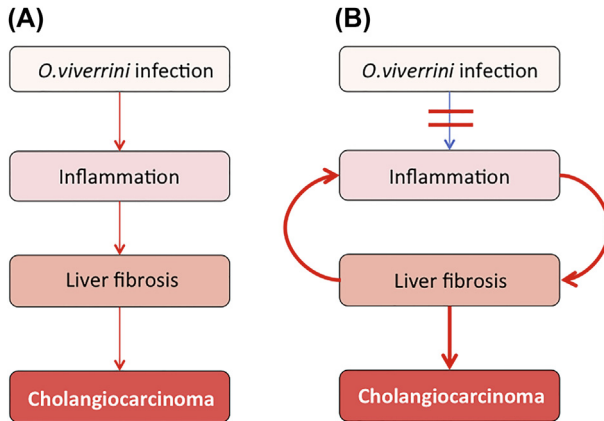 (A)
O.viverrini infection
Inflammation
Liver fibrosis
Cholangiocarcinoma
(B)
O.viverrini infection
Inflammation
Liver fibrosis
Cholangiocarcinoma